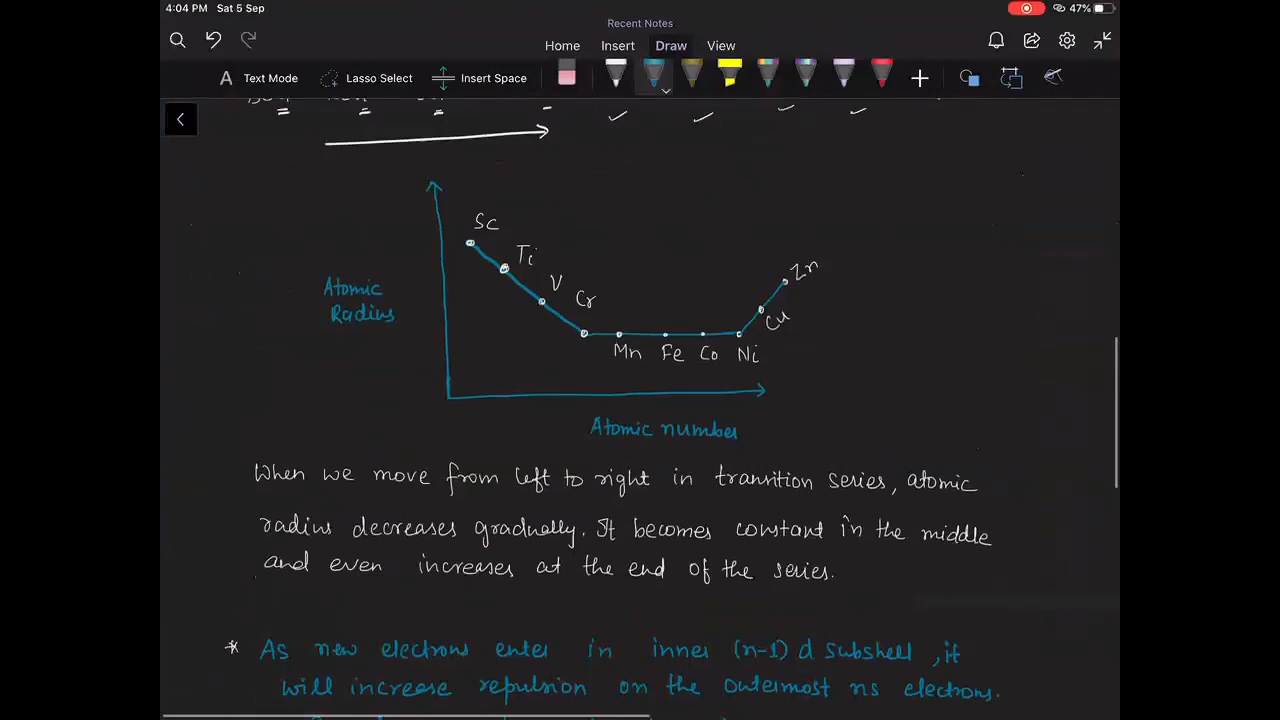 4:04 PM Sat 5 Sep
47%
Recent Notes
Home Insert Draw View
Text Mode Lasso Select Insert Space
Sc
Ti
V
Cr
Zn
Cu
Atomic
Radius
Mn Fe Co Ni
Atomic number
When we move from left to right in transition series, atomic
radius decreases gradually. It becomes constant in the middle
and even increases at the end of the series.
* As new electrons enter in inner (n-1) d subshell, it
will increase repulsion on the outermost ns electrons.